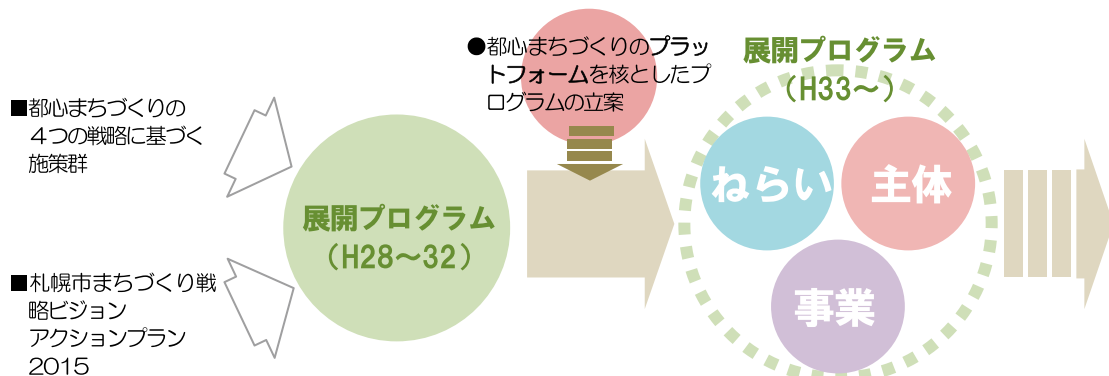 ■都心まちづくりの
４つの戦略に基づく
施策群
■札幌市まちづくり戦
略ビジョン
アクションプラン
2015
展開プログラム
（H28～32）
●都心まちづくりのプラッ
トフォームを核としたプ
ログラムの立案
展開プログラム
（H33～）
ねらい
主体
事業